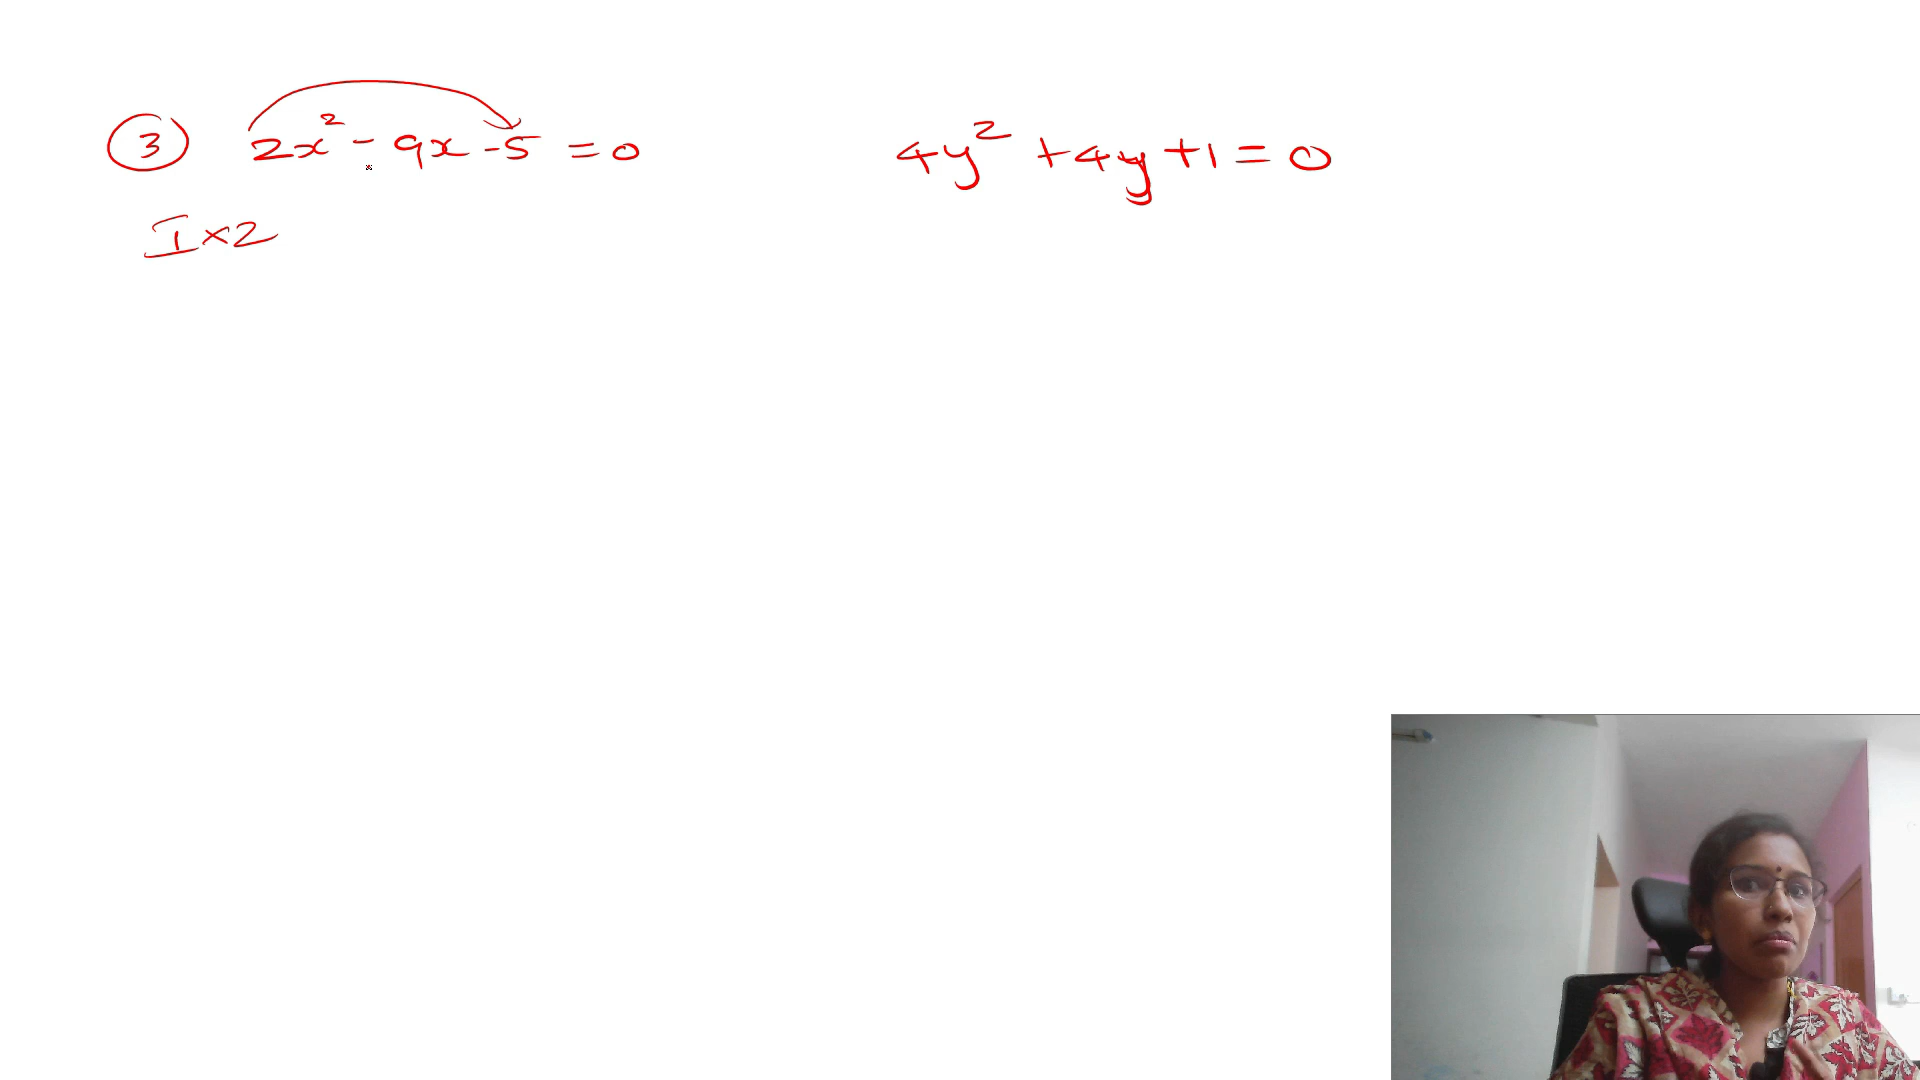 ③ 2x² - 9x - 5 = 0
4y² + 4y + 1 = 0
I × 2